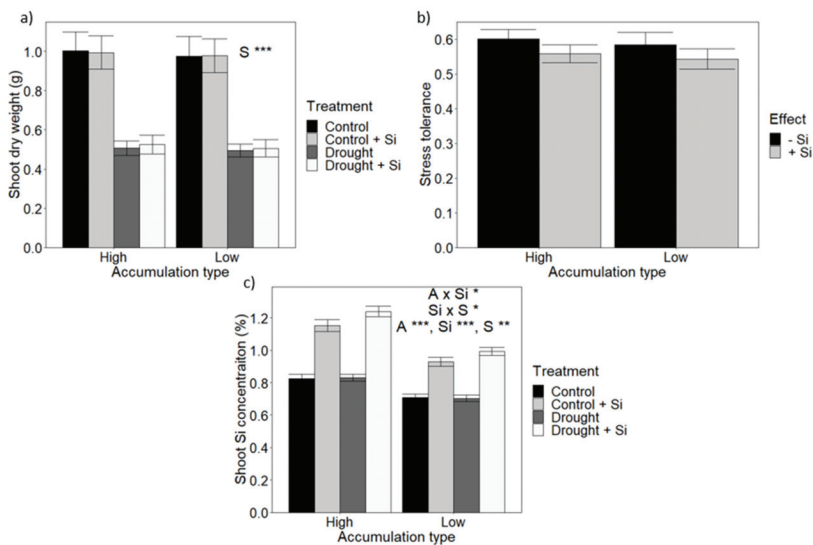 a)
Shoot dry weight (g)
1.0
0.8
0.6
0.4
0.2
0.0
S ***
High
Low
Accumulation type
Treatment
Control
Control + Si
Drought
Drought + Si
b)
Stress tolerance
0.6
0.5
0.4
0.3
0.2
0.1
0.0
High
Low
Accumulation type
Effect
- Si
+ Si
c)
Shoot Si concentraiton (%)
1.2
1.0
0.8
0.6
0.4
0.2
0.0
A x Si *
Si x S *
A ***, Si ***, S **
High
Low
Accumulation type
Treatment
Control
Control + Si
Drought
Drought + Si